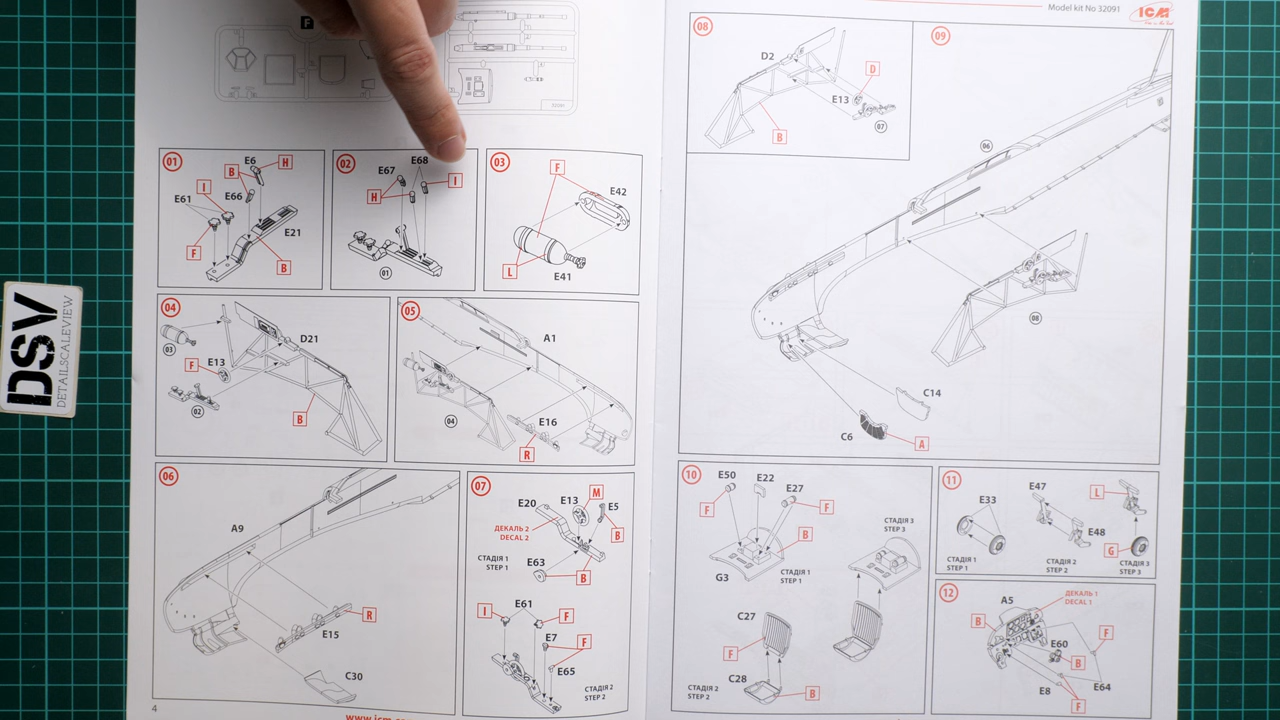 F
32091
01
E6
H
B
I
E66
E61
E21
F
B
02
E68
E67
I
H
01
03
F
E42
L
E41
04
03
D21
E13
F
02
B
05
A1
04
E16
R
06
A9
R
E15
C30
07
M
E20
E13
E5
ДЕКАЛЬ 2
DECAL 2
B
СТАДІЯ 1
STEP 1
E63
B
E61
I
F
E7
F
E65
СТАДІЯ 2
STEP 2
4
Model kit No 32091
ICM
08
D2
D
E13
07
B
09
06
08
C14
C6
A
10
E50
E22
E27
F
F
B
СТАДІЯ 3
STEP 3
G3
СТАДІЯ 1
STEP 1
C27
F
C28
B
СТАДІЯ 2
STEP 2
11
E33
E47
L
E48
G
СТАДІЯ 1
STEP 1
СТАДІЯ 2
STEP 2
СТАДІЯ 3
STEP 3
12
A5
ДЕКАЛЬ 1
DECAL 1
B
F
E60
B
E8
E64
F
DSV
DETAILSCALEVIEW